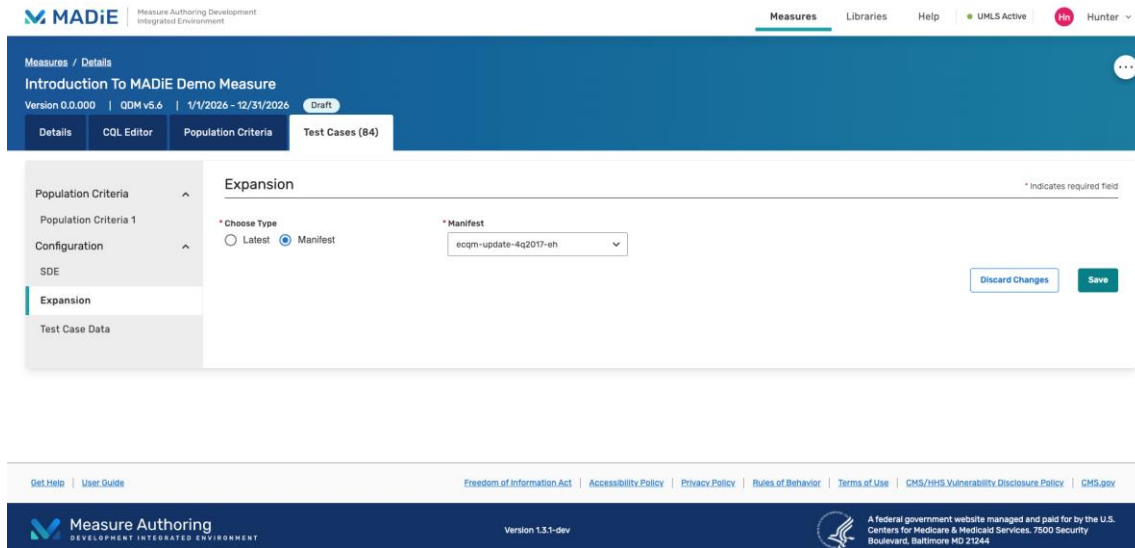 MADiE
Measure Authoring Development
Integrated Environment
Measures
Libraries
Help
UMLS Active
Hn
Hunter
Measures / Details
Introduction To MADiE Demo Measure
Version 0.0.000 | QDM v5.6 | 1/1/2026 - 12/31/2026 Draft
Details
CQL Editor
Population Criteria
Test Cases (84)
Population Criteria
Population Criteria 1
Configuration
SDE
Expansion
Test Case Data
Expansion
* Indicates required field
* Choose Type
Latest
Manifest
* Manifest
ecqm-update-4q2017-eh
Discard Changes
Save
Get Help | User Guide
Freedom of Information Act | Accessibility Policy | Privacy Policy | Rules of Behavior | Terms of Use | CMS/HHS Vulnerability Disclosure Policy | CMS.gov
Measure Authoring
DEVELOPMENT INTEGRATED ENVIRONMENT
Version 1.3.1-dev
A federal government website managed and paid for by the U.S.
Centers for Medicare & Medicaid Services. 7500 Security
Boulevard, Baltimore MD 21244